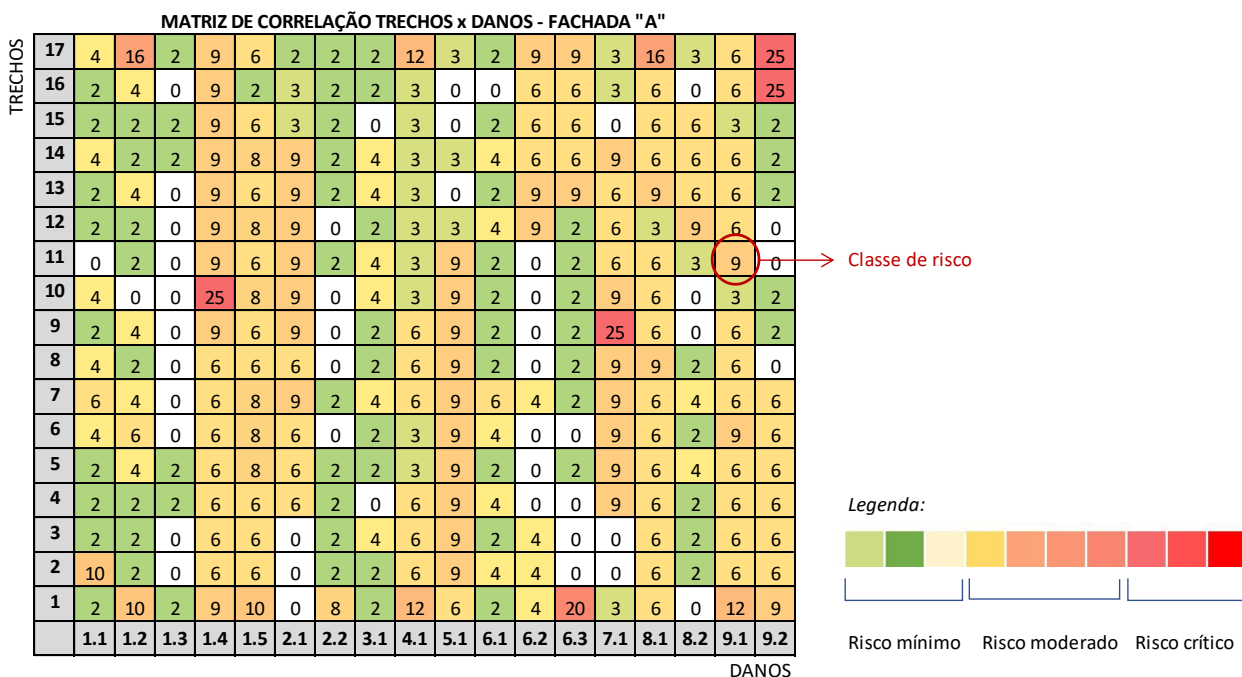 MATRIZ DE CORRELAÇÃO TRECHOS x DANOS - FACHADA "A"
TRECHOS
17 4 16 2 9 6 2 2 2 12 3 2 9 9 3 16 3 6 25
16 2 4 0 9 2 3 2 2 3 0 0 6 6 3 6 0 6 25
15 2 2 2 9 6 3 2 0 3 0 2 6 6 0 6 6 3 2
14 4 2 2 9 8 9 2 4 3 3 4 6 6 9 6 6 6 2
13 2 4 0 9 6 9 2 4 3 0 2 9 9 6 9 6 6 2
12 2 2 0 9 8 9 0 2 3 3 4 9 2 6 3 9 6 0
11 0 2 0 9 6 9 2 4 3 9 2 0 2 6 6 3 9 0 Classe de risco
10 4 0 0 25 8 9 0 4 3 9 2 0 2 9 6 0 3 2
9 2 4 0 9 6 9 0 2 6 9 2 0 2 25 6 0 6 2
8 4 2 0 6 6 6 0 2 6 9 2 0 2 9 9 2 6 0
7 6 4 0 6 8 9 2 4 6 9 6 4 2 9 6 4 6 6
6 4 6 0 6 8 6 0 2 3 9 4 0 0 9 6 2 9 6
5 2 4 2 6 8 6 2 2 3 9 2 0 2 9 6 4 6 6
4 2 2 2 6 6 6 2 0 6 9 4 0 0 9 6 2 6 6
3 2 2 0 6 6 0 2 4 6 9 2 4 0 0 6 2 6 6
2 10 2 0 6 6 0 2 2 6 9 4 4 0 0 6 2 6 6
1 2 10 2 9 10 0 8 2 12 6 2 4 20 3 6 0 12 9
1.1 1.2 1.3 1.4 1.5 2.1 2.2 3.1 4.1 5.1 6.1 6.2 6.3 7.1 8.1 8.2 9.1 9.2
DANOS
Legenda:
Risco mínimo Risco moderado Risco crítico